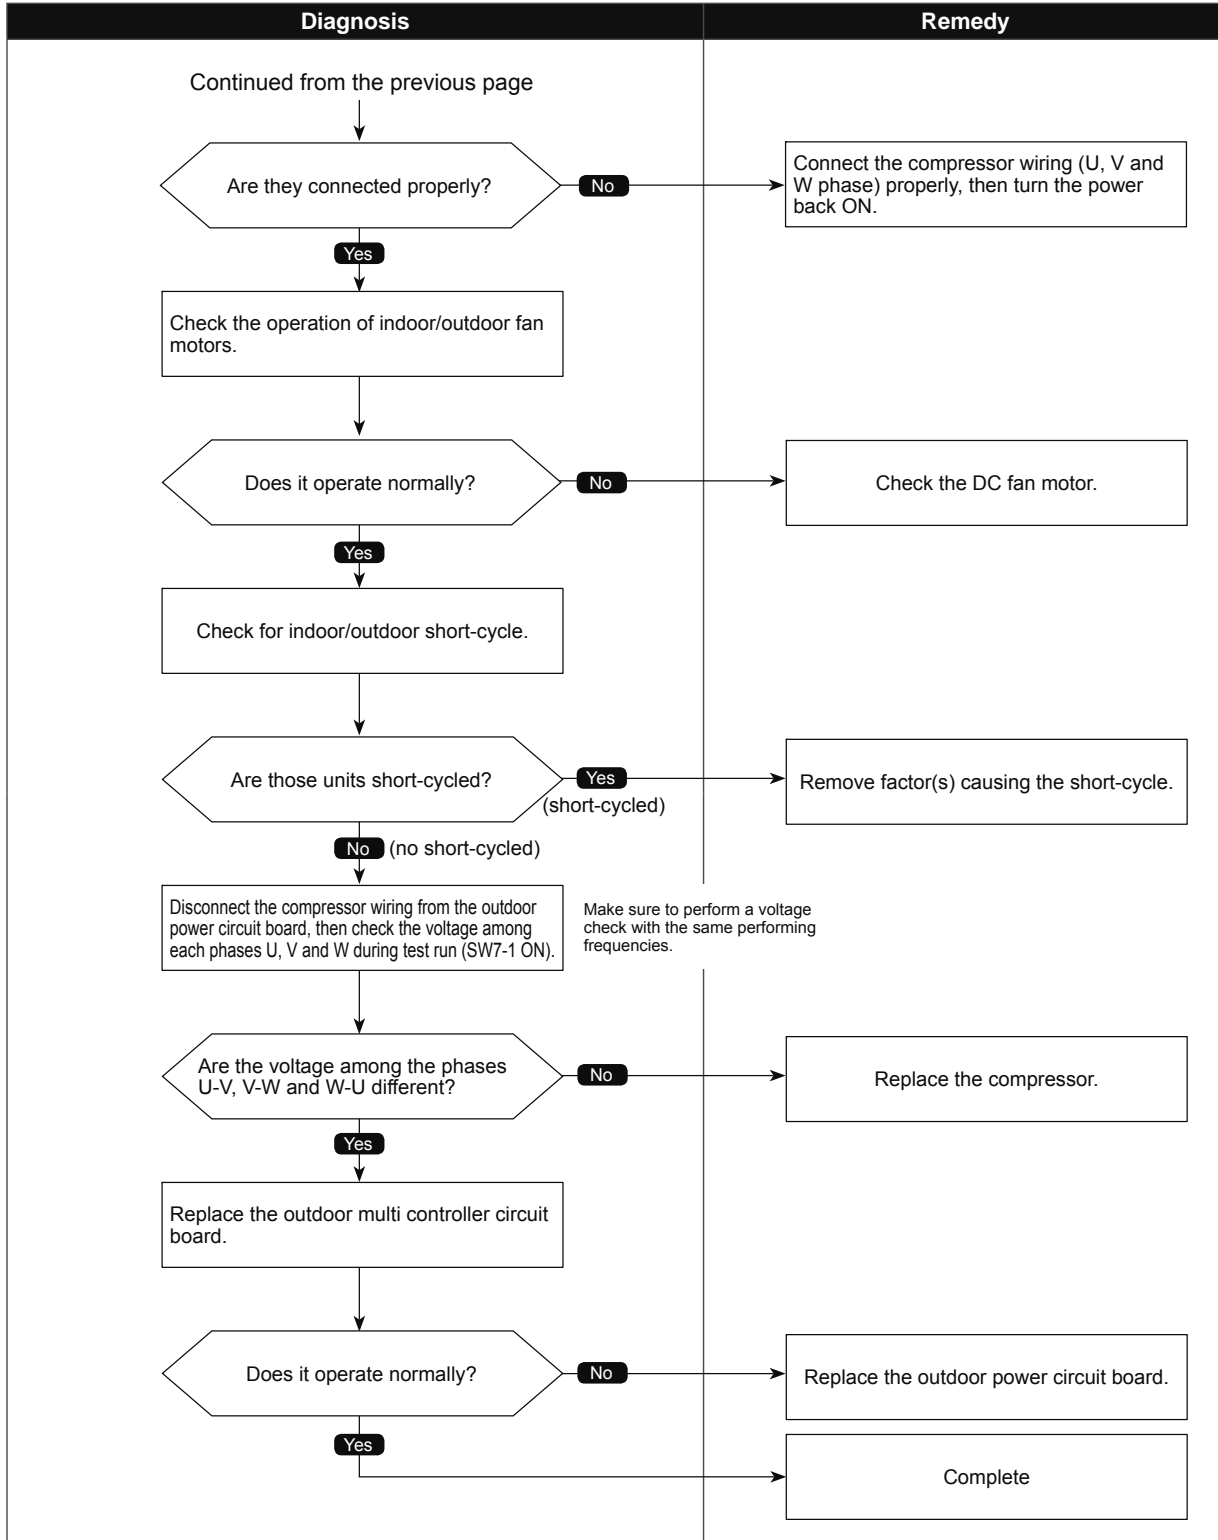 Diagnosis
Remedy
Continued from the previous page
Are they connected properly?
No
Connect the compressor wiring (U, V and
W phase) properly, then turn the power
back ON.
Yes
Check the operation of indoor/outdoor fan
motors.
Does it operate normally?
No
Check the DC fan motor.
Yes
Check for indoor/outdoor short-cycle.
Are those units short-cycled?
Yes
(short-cycled)
Remove factor(s) causing the short-cycle.
No (no short-cycled)
Disconnect the compressor wiring from the outdoor
power circuit board, then check the voltage among
each phases U, V and W during test run (SW7-1 ON).
Make sure to perform a voltage
check with the same performing
frequencies.
Are the voltage among the phases
U-V, V-W and W-U different?
No
Replace the compressor.
Yes
Replace the outdoor multi controller circuit
board.
Does it operate normally?
No
Replace the outdoor power circuit board.
Yes
Complete